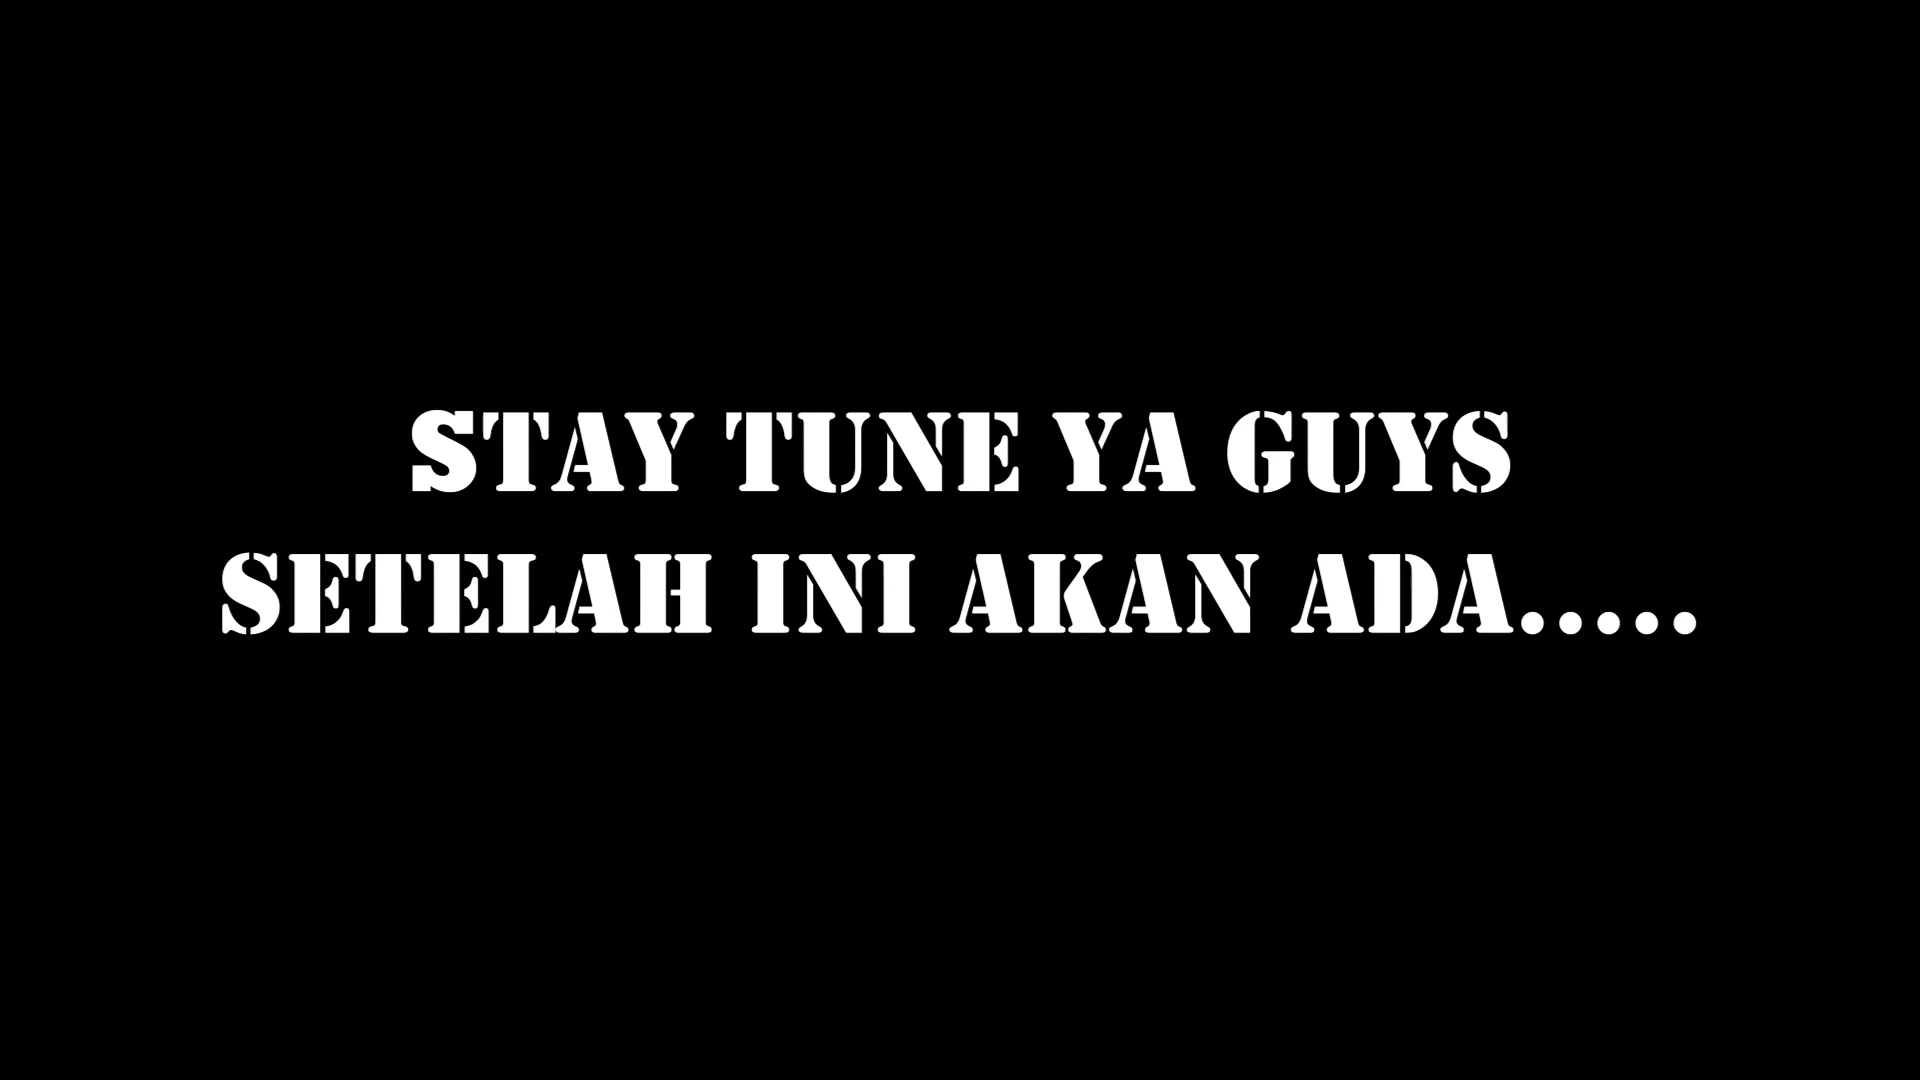 STAY TUNE YA GUYS
SETELAH INI AKAN ADA.....